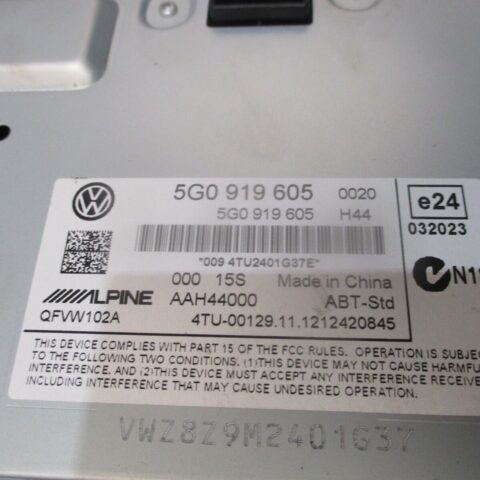 5G0 919 605 0020
5G0 919 605 H44
*009 4TU2401G37E*
000 15S Made in China
ALPINE AAH44000 ABT-Std
QFVW102A 4TU-00129.11.1212420845
e24
032023
THIS DEVICE COMPLIES WITH PART 15 OF THE FCC RULES. OPERATION IS SUBJEC
TO THE FOLLOWING TWO CONDITIONS. (1)THIS DEVICE MAY NOT CAUSE HARMFU
INTERFERENCE. AND (2)THIS DEVICE MUST ACCEPT ANY INTERFERENCE RECEIVE
INCLUDING INTERFERENCE THAT MAY CAUSE UNDESIRED OPERATION.
VWZ8Z9M2401G37